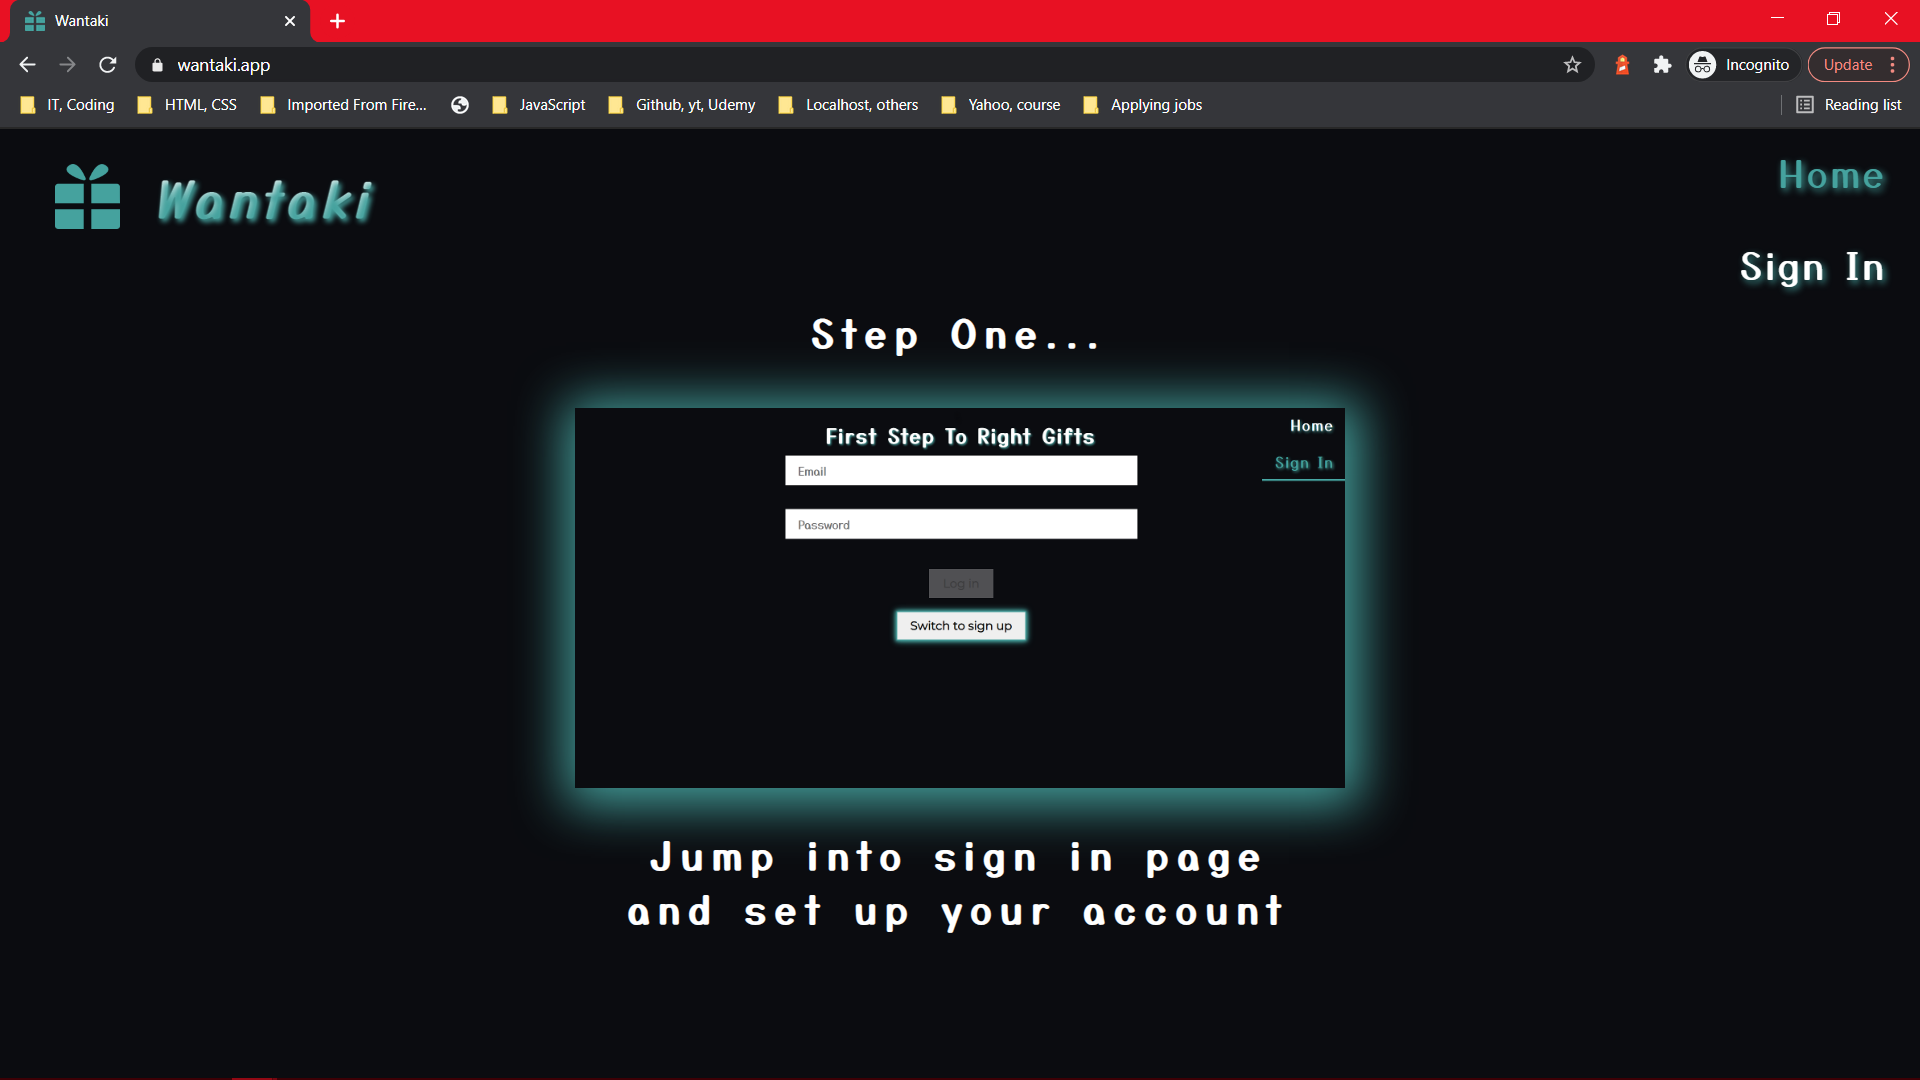 Wantaki
wantaki.app
Incognito
Update
IT, Coding
HTML, CSS
Imported From Fire...
JavaScript
Github, yt, Udemy
Localhost, others
Yahoo, course
Applying jobs
Reading list
Wantaki
Home
Sign In
Step One...
First Step To Right Gifts
Home
Sign In
Email
Password
Log in
Switch to sign up
Jump into sign in page
and set up your account